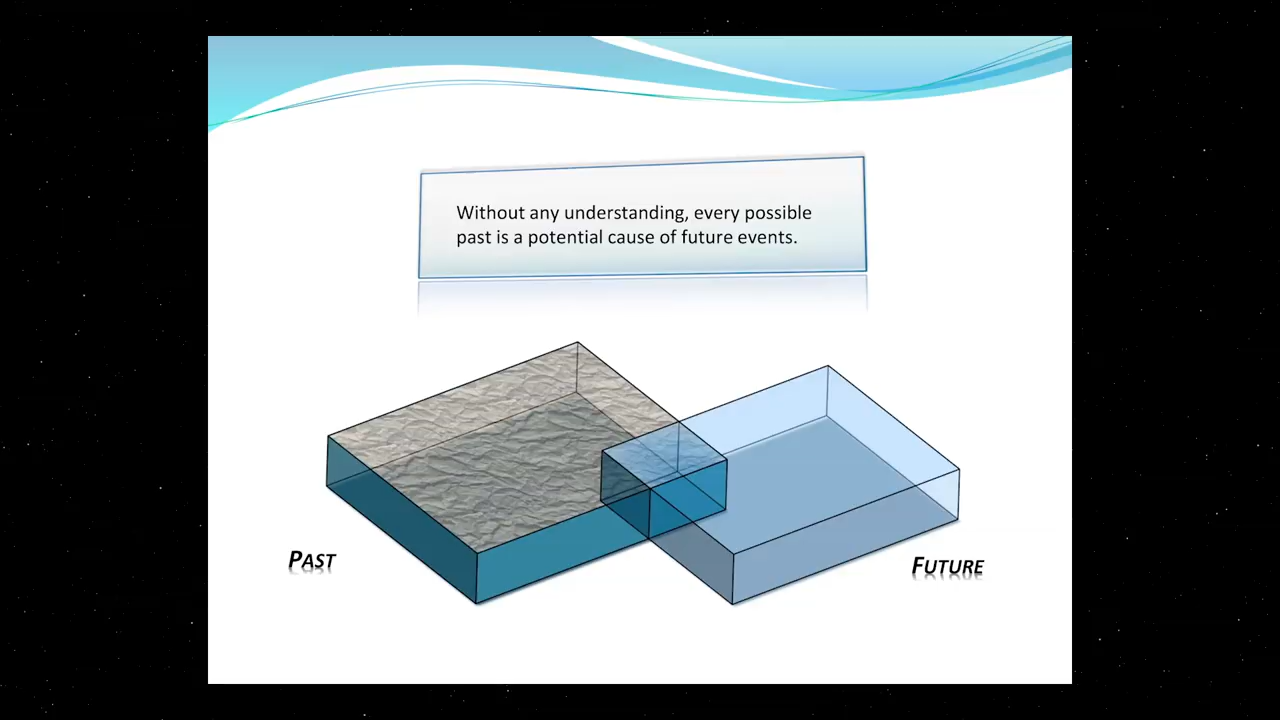 Without any understanding, every possible
past is a potential cause of future events.
PAST
FUTURE